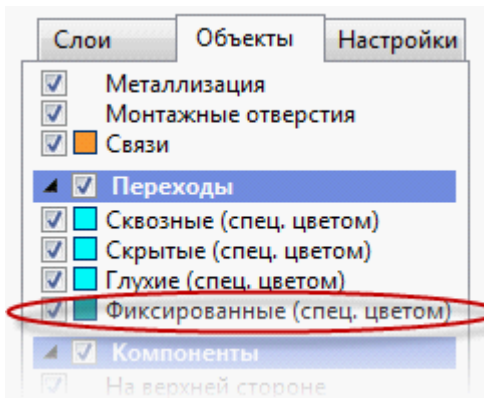 Слои Объекты Настройки
Металлизация
Монтажные отверстия
Связи
Переходы
Сквозные (спец. цветом)
Скрытые (спец. цветом)
Глухие (спец. цветом)
Фиксированные (спец. цветом)
Компоненты
На верхней стороне